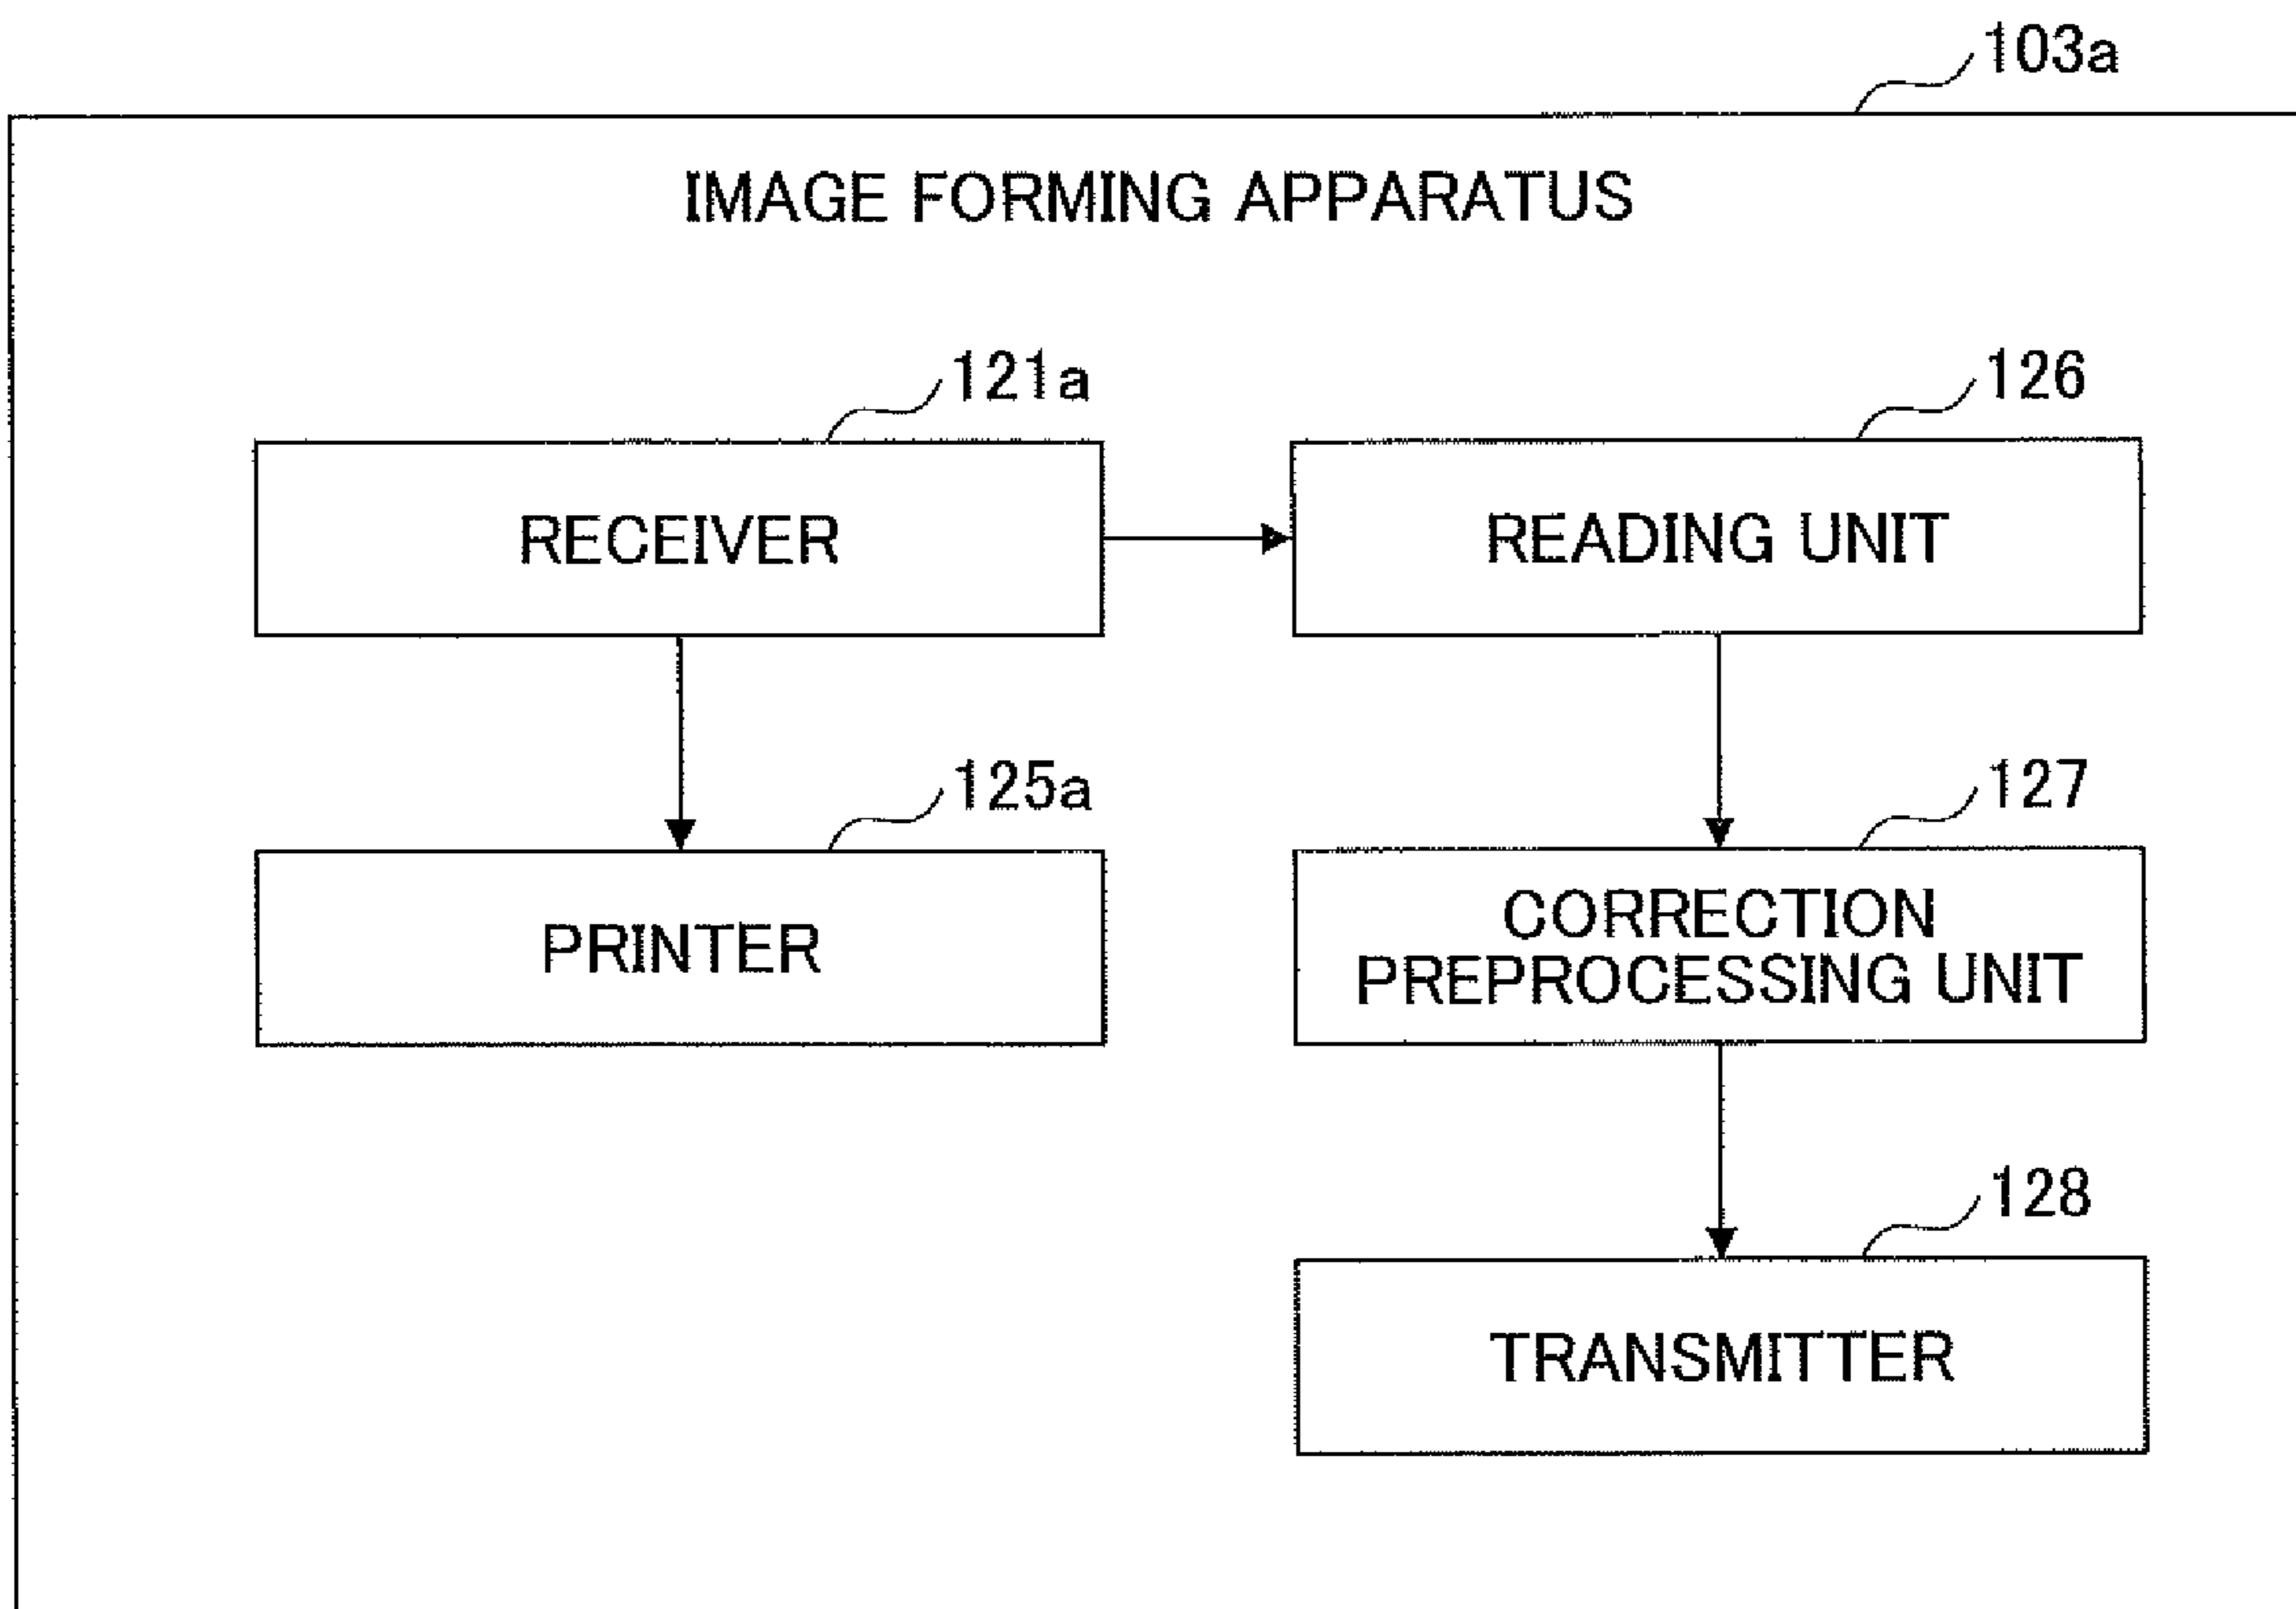 103a
IMAGE FORMING APPARATUS
121a
126
RECEIVER
READING UNIT
125a
127
PRINTER
CORRECTION
PREPROCESSING UNIT
128
TRANSMITTER